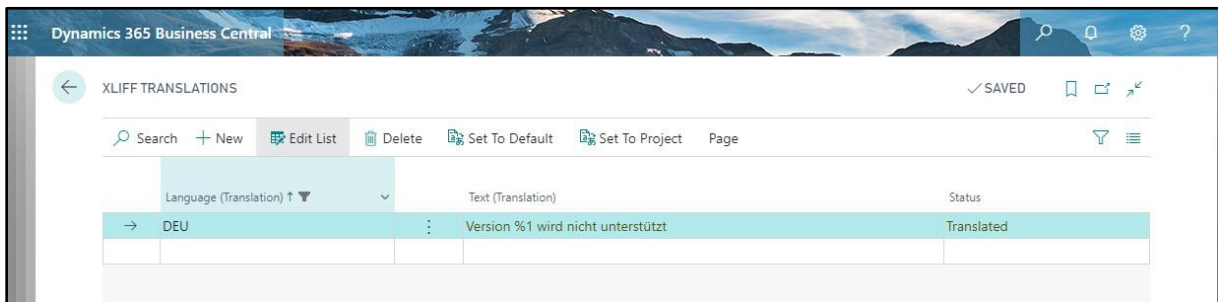 Dynamics 365 Business Central
XLIFF TRANSLATIONS
SAVED
Search New Edit List Delete Set To Default Set To Project Page
Language (Translation) ↑ Text (Translation) Status
DEU Version %1 wird nicht unterstützt Translated